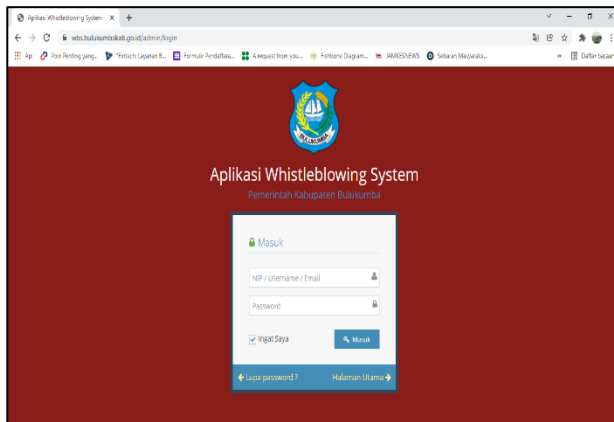 Aplikasi Whistleblowing System
wbs.bulukumbakab.go.id/admin/login
Poin Penting yang...
"Fintech: Layanan B...
Formulir Pendaftara...
A request from you...
Fishbone Diagram...
JAMKESNEWS
Sebaran Masyaraka...
Daftar bacaan
BULUKUMBA
Aplikasi Whistleblowing System
Pemerintah Kabupaten Bulukumba
Masuk
NIP / Username / Email
Password
Ingat Saya
Masuk
Lupa password ?
Halaman Utama